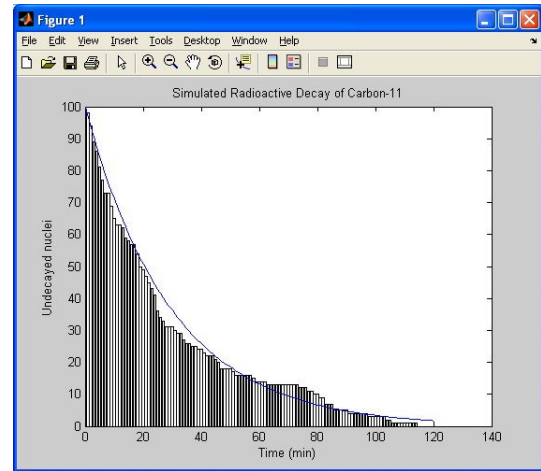 Figure 1
File Edit View Insert Tools Desktop Window Help
Simulated Radioactive Decay of Carbon-11
100
90
80
70
60
50
40
30
20
10
0
Undecayed nuclei
0 20 40 60 80 100 120 140
Time (min)